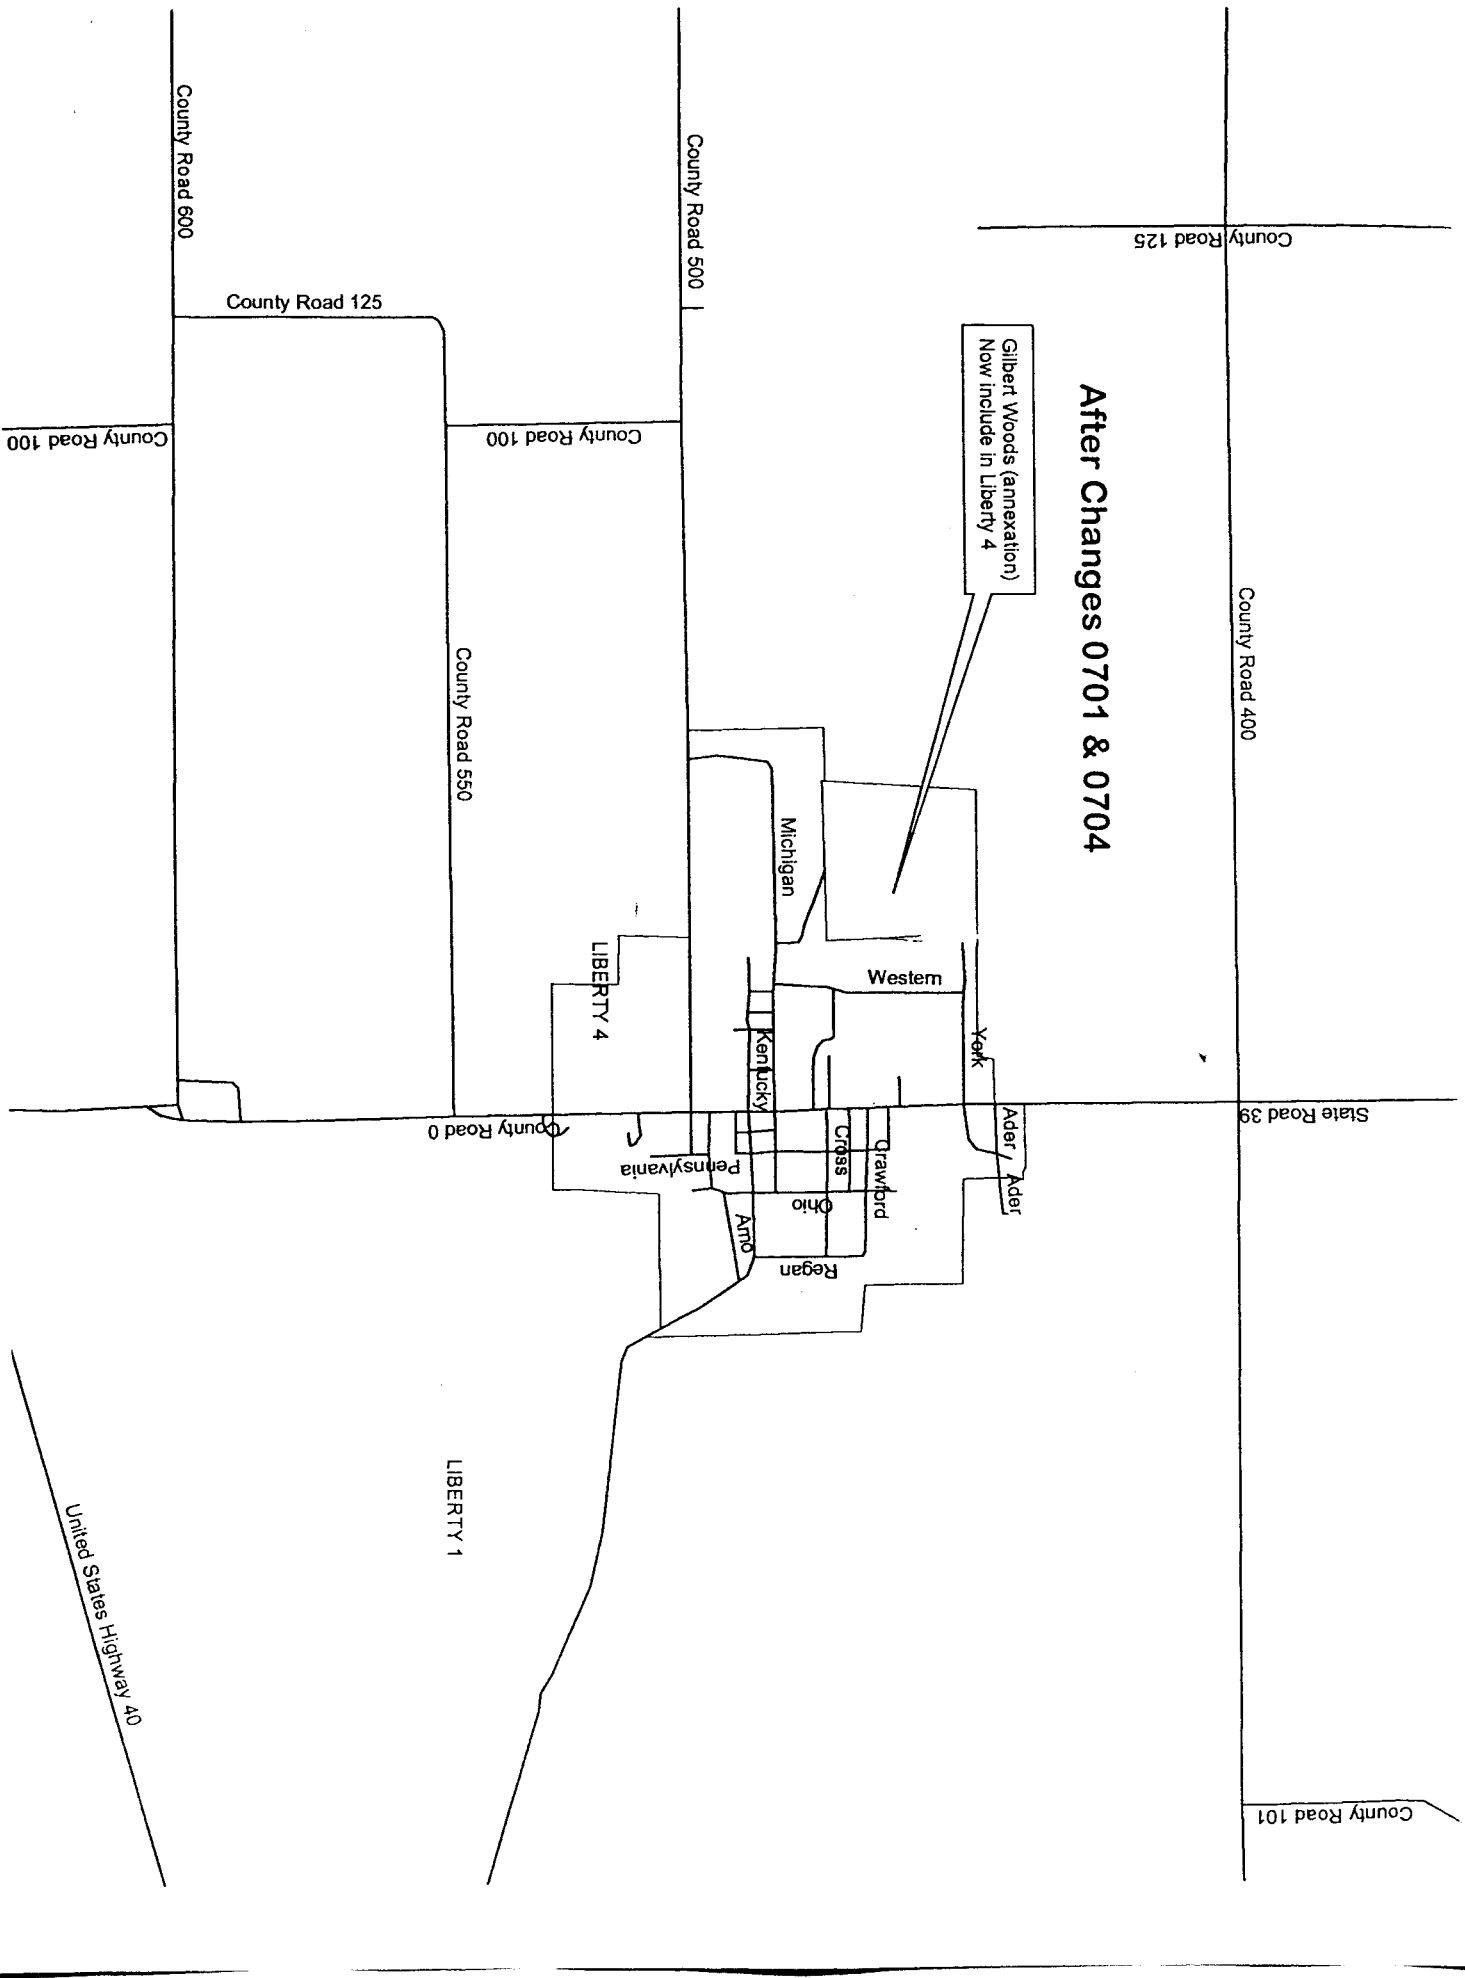 After Changes 0701 & 0704
Gilbert Woods (annexation)
Now include in Liberty 4
County Road 125
County Road 400
State Road 39
County Road 101
County Road 500
County Road 600
County Road 125
County Road 100
County Road 100
County Road 550
Michigan
Western
York
Kentucky
LIBERTY 4
Ader
Ader
Cross
Crawford
County Road 0
Pennsylvania
Ohio
Amo
Regan
LIBERTY 1
United States Highway 40